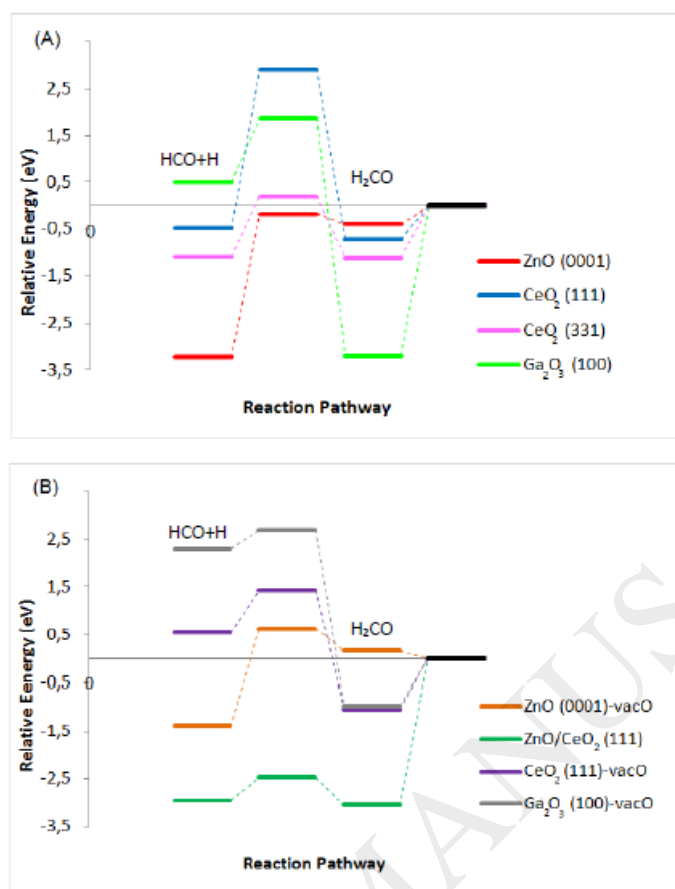 (A)
2,5
1,5
0,5
-0,5
-1,5
-2,5
-3,5
0
Relative Energy (eV)
HCO+H
H₂CO
ZnO (0001)
CeO₂ (111)
CeO₂ (331)
Ga₂O₃ (100)
Reaction Pathway
(B)
2,5
1,5
0,5
-0,5
-1,5
-2,5
-3,5
0
Relative Eenergy (eV)
HCO+H
H₂CO
ZnO (0001)-vacO
ZnO/CeO₂ (111)
CeO₂ (111)-vacO
Ga₂O₃ (100)-vacO
Reaction Pathway
MANUS